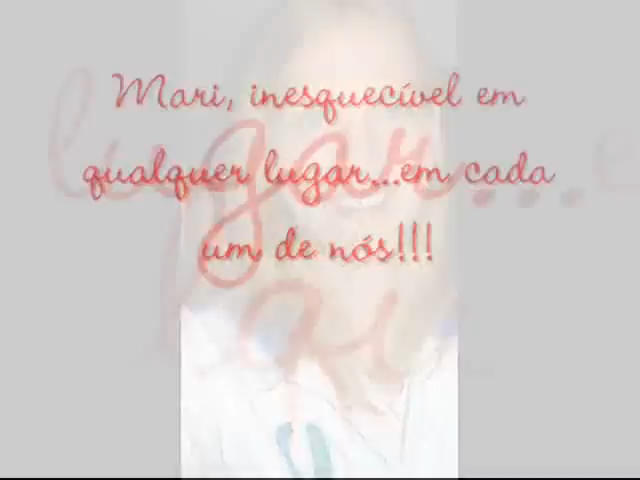 Mari, inesquecível em
qualquer lugar...em cada
um de nós!!!